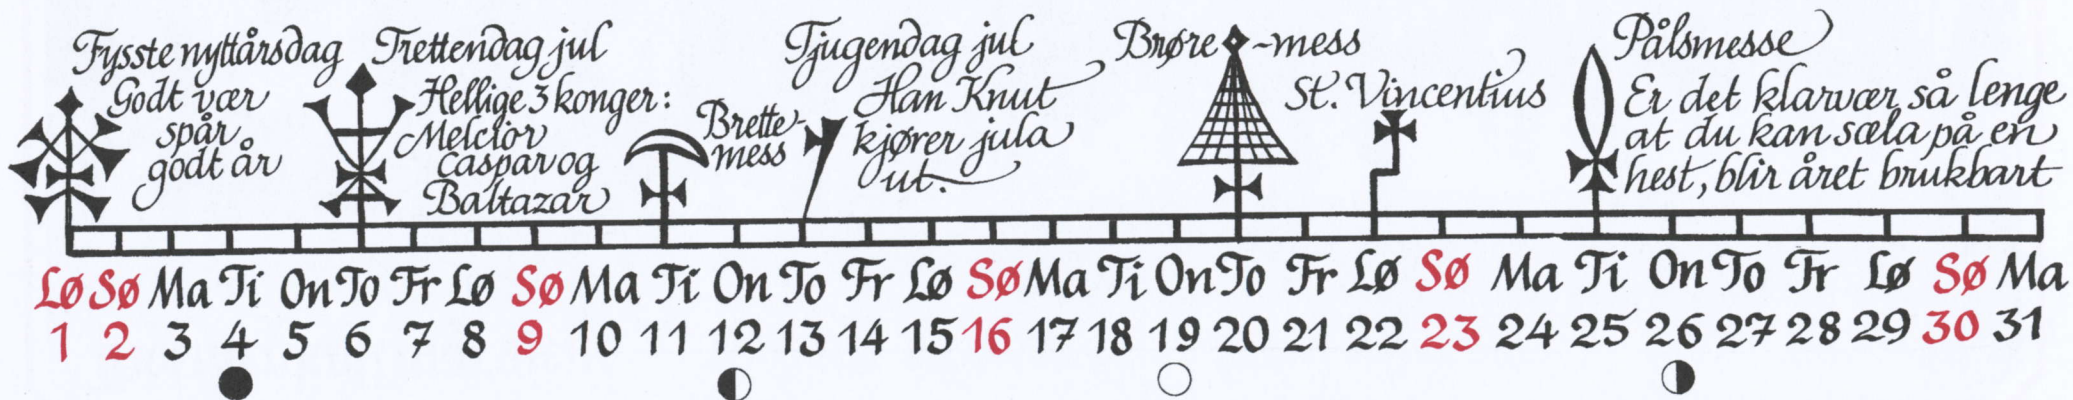 Fysste nyttårsdag
Godt vær
spår
godt år
Trettendag jul
Hellige 3 konger:
Melcior
Caspar og
Baltazar
Brette-
mess
Tjugendag jul
Han Knut
kjører jula
ut.
Brøre-mess
St. Vincentius
Pålsmesse
Er det klarvær så lenge
at du kan sæla på en
hest, blir året brukbart
Lø Sø Ma Ti On To Fr Lø Sø Ma Ti On To Fr Lø Sø Ma Ti On To Fr Lø Sø Ma Ti On To Fr Lø Sø Ma
1 2 3 4 5 6 7 8 9 10 11 12 13 14 15 16 17 18 19 20 21 22 23 24 25 26 27 28 29 30 31